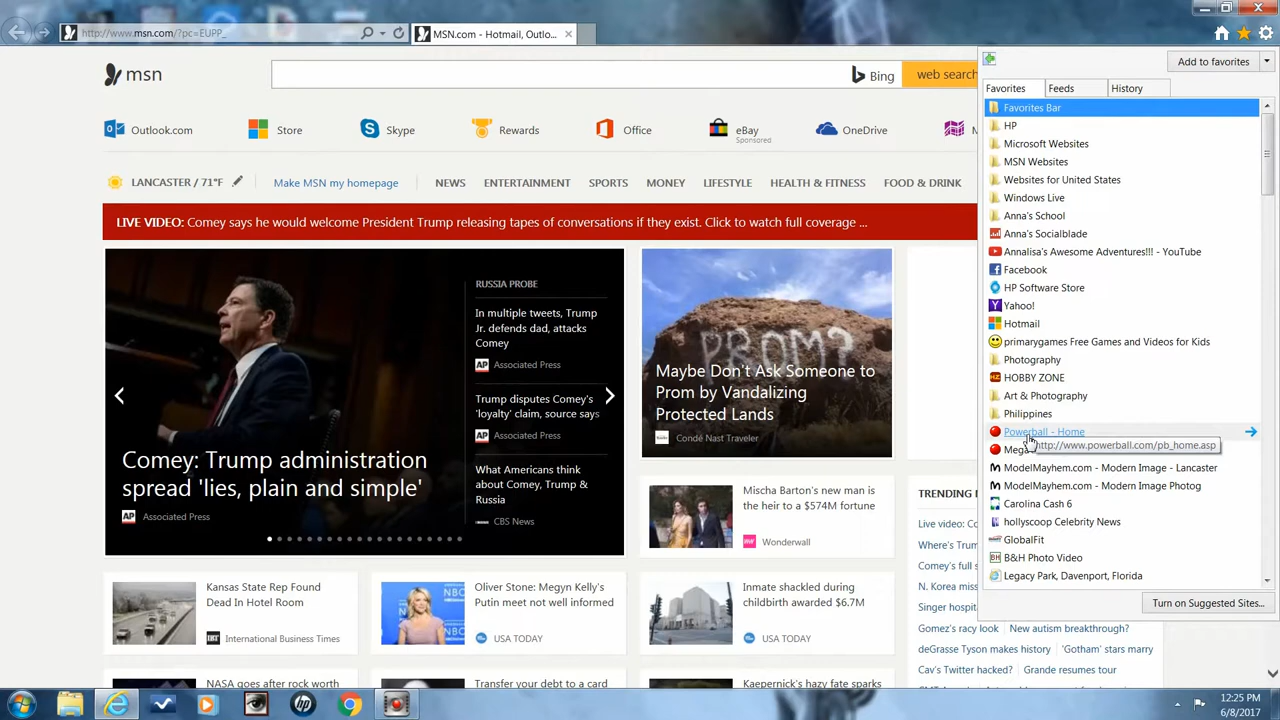 http://www.msn.com/?pc=EUPP_
MSN.com - Hotmail, Outlo...
msn
Bing
web search
Add to favorites
Favorites
Feeds
History
Outlook.com
Store
Skype
Rewards
Office
eBay
Sponsored
OneDrive
LANCASTER / 71°F
Make MSN my homepage
NEWS
ENTERTAINMENT
SPORTS
MONEY
LIFESTYLE
HEALTH & FITNESS
FOOD & DRINK
LIVE VIDEO: Comey says he would welcome President Trump releasing tapes of conversations if they exist. Click to watch full coverage ...
RUSSIA PROBE
In multiple tweets, Trump
Jr. defends dad, attacks
Comey
AP Associated Press
Trump disputes Comey's
'loyalty' claim, source says
AP Associated Press
What Americans think
about Comey, Trump &
Russia
CBS News
Comey: Trump administration
spread 'lies, plain and simple'
AP Associated Press
PROM?
Maybe Don't Ask Someone to
Prom by Vandalizing
Protected Lands
Condé Nast Traveler
Mischa Barton's new man is
the heir to a $574M fortune
Wonderwall
Kansas State Rep Found
Dead In Hotel Room
IBT International Business Times
Oliver Stone: Megyn Kelly's
Putin meet not well informed
USA TODAY
Inmate shackled during
childbirth awarded $6.7M
USA TODAY
NASA goes after rock worth
Transfer your debt to a card
Kaepernick's hazy fate sparks
TRENDING
Live video: Co
Where's Trum
Comey's full s
N. Korea miss
Singer hospita
Gomez's racy look
New autism breakthrough?
deGrasse Tyson makes history
'Gotham' stars marry
Cav's Twitter hacked?
Grande resumes tour
Favorites Bar
HP
Microsoft Websites
MSN Websites
Websites for United States
Windows Live
Anna's School
Anna's Socialblade
Annalisa's Awesome Adventures!!! - YouTube
Facebook
HP Software Store
Yahoo!
Hotmail
primarygames Free Games and Videos for Kids
Photography
HOBBY ZONE
Art & Photography
Philippines
Powerball - Home
http://www.powerball.com/pb_home.asp
Mega
ModelMayhem.com - Modern Image - Lancaster
ModelMayhem.com - Modern Image Photog
Carolina Cash 6
hollyscoop Celebrity News
GlobalFit
B&H Photo Video
Legacy Park, Davenport, Florida
Turn on Suggested Sites...
12:25 PM
6/8/2017